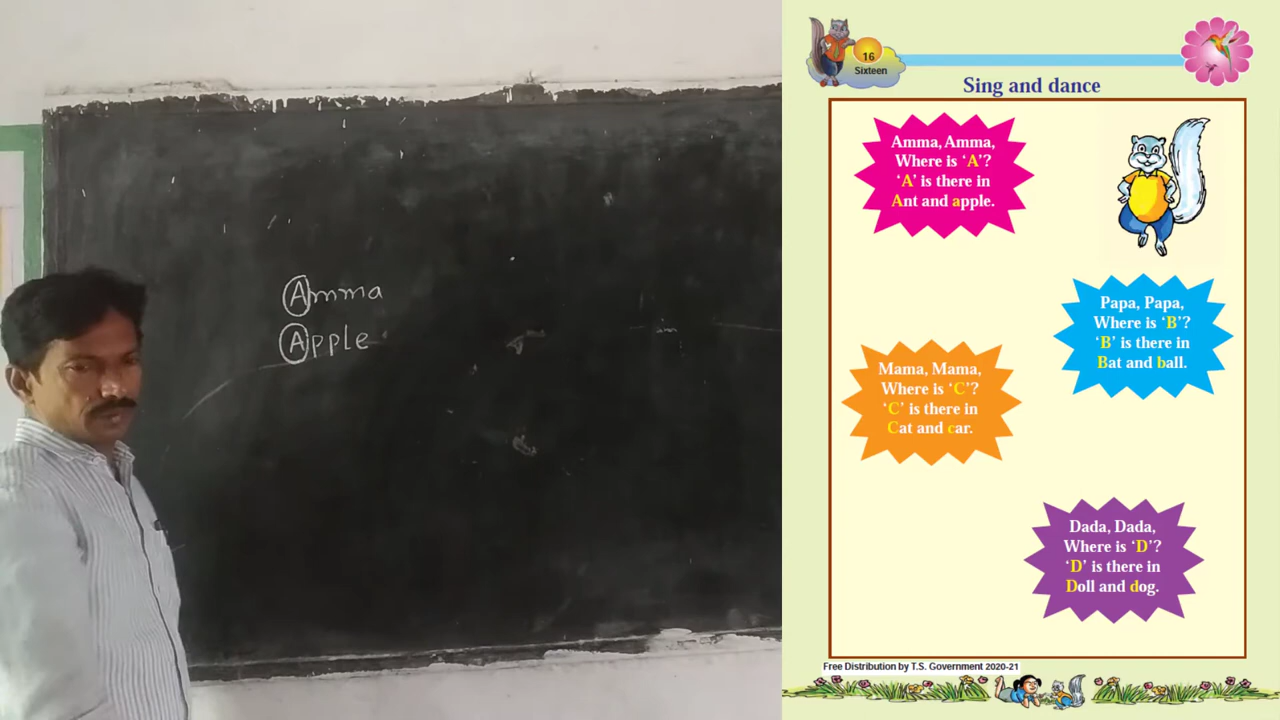 Amma
Apple
16
Sixteen
Sing and dance
Amma, Amma,
Where is ‘A’?
‘A’ is there in
Ant and apple.
Papa, Papa,
Where is ‘B’?
‘B’ is there in
Bat and ball.
Mama, Mama,
Where is ‘C’?
‘C’ is there in
Cat and car.
Dada, Dada,
Where is ‘D’?
‘D’ is there in
Doll and dog.
Free Distribution by T.S. Government 2020-21